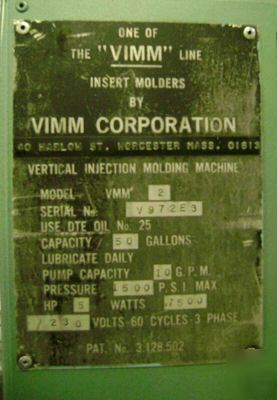 ONE OF
THE "VIMM" LINE
INSERT MOLDERS
BY
VIMM CORPORATION
60 HARLOW ST. WORCESTER MASS. 01613
VERTICAL INJECTION MOLDING MACHINE
MODEL VMM 2
SERIAL No. V972E3
USE DTE OIL No. 25
CAPACITY 50 GALLONS
LUBRICATE DAILY
PUMP CAPACITY 10 G.P.M.
PRESSURE 1500 P.S.I MAX
HP 5 WATTS 7500
/230 VOLTS-60 CYCLES-3 PHASE
PAT. No. 3,128,502